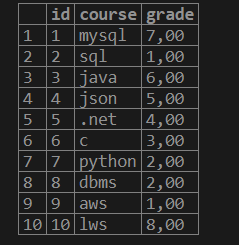 id course grade
1 1 mysql 7,00
2 2 sql 1,00
3 3 java 6,00
4 4 json 5,00
5 5 .net 4,00
6 6 c 3,00
7 7 python 2,00
8 8 dbms 2,00
9 9 aws 1,00
10 10 lws 8,00